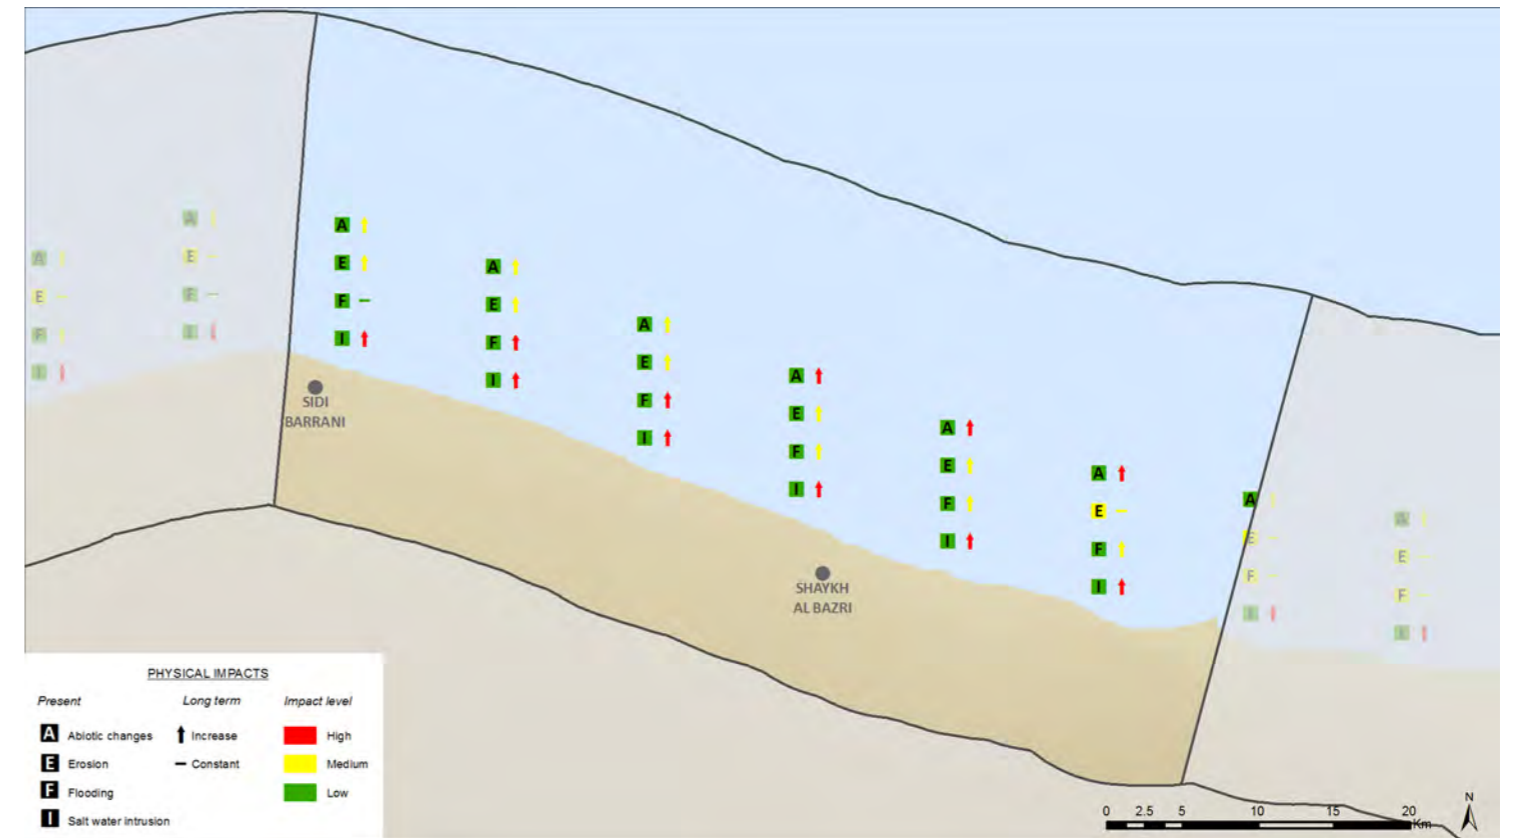 A
E
F
I
A
E
F
I
A
E
F
I
A
E
F
I
A
E
F
I
A
E
F
I
A
E
F
I
A
E
F
I
A
E
F
I
A
E
F
I
SIDI
BARRANI
SHAYKH
AL BAZRI
PHYSICAL IMPACTS
Present Long term Impact level
A Abiotic changes Increase High
E Erosion Constant Medium
F Flooding Low
I Salt water intrusion
0 2.5 5 10 15 20
Km
N